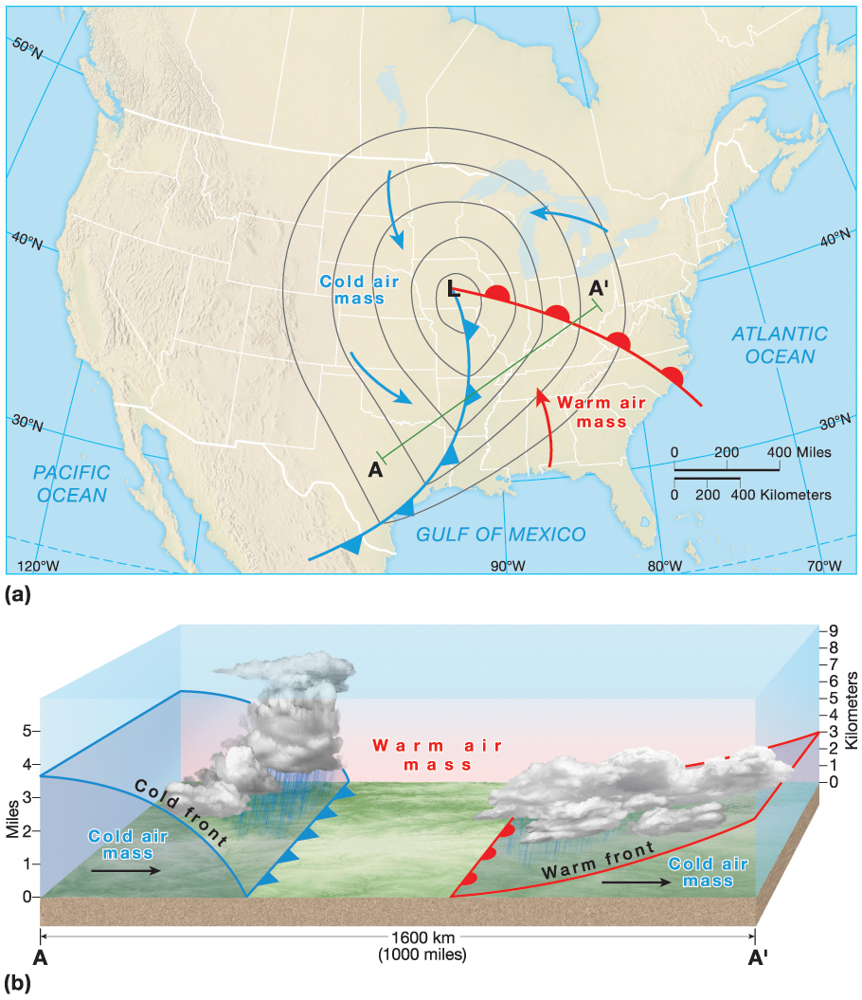 50°N
40°N
30°N
120°W
90°W
80°W
70°W
40°N
30°N
Cold air
mass
L
A'
ATLANTIC
OCEAN
Warm air
mass
A
PACIFIC
OCEAN
0 200 400 Miles
0 200 400 Kilometers
GULF OF MEXICO
(a)
9
8
7
6
5
4
3
2
1
0
Kilometers
5
4
3
2
1
0
Miles
Warm air
mass
Cold front
Cold air
mass
Warm front
Cold air
mass
1600 km
(1000 miles)
A
A'
(b)